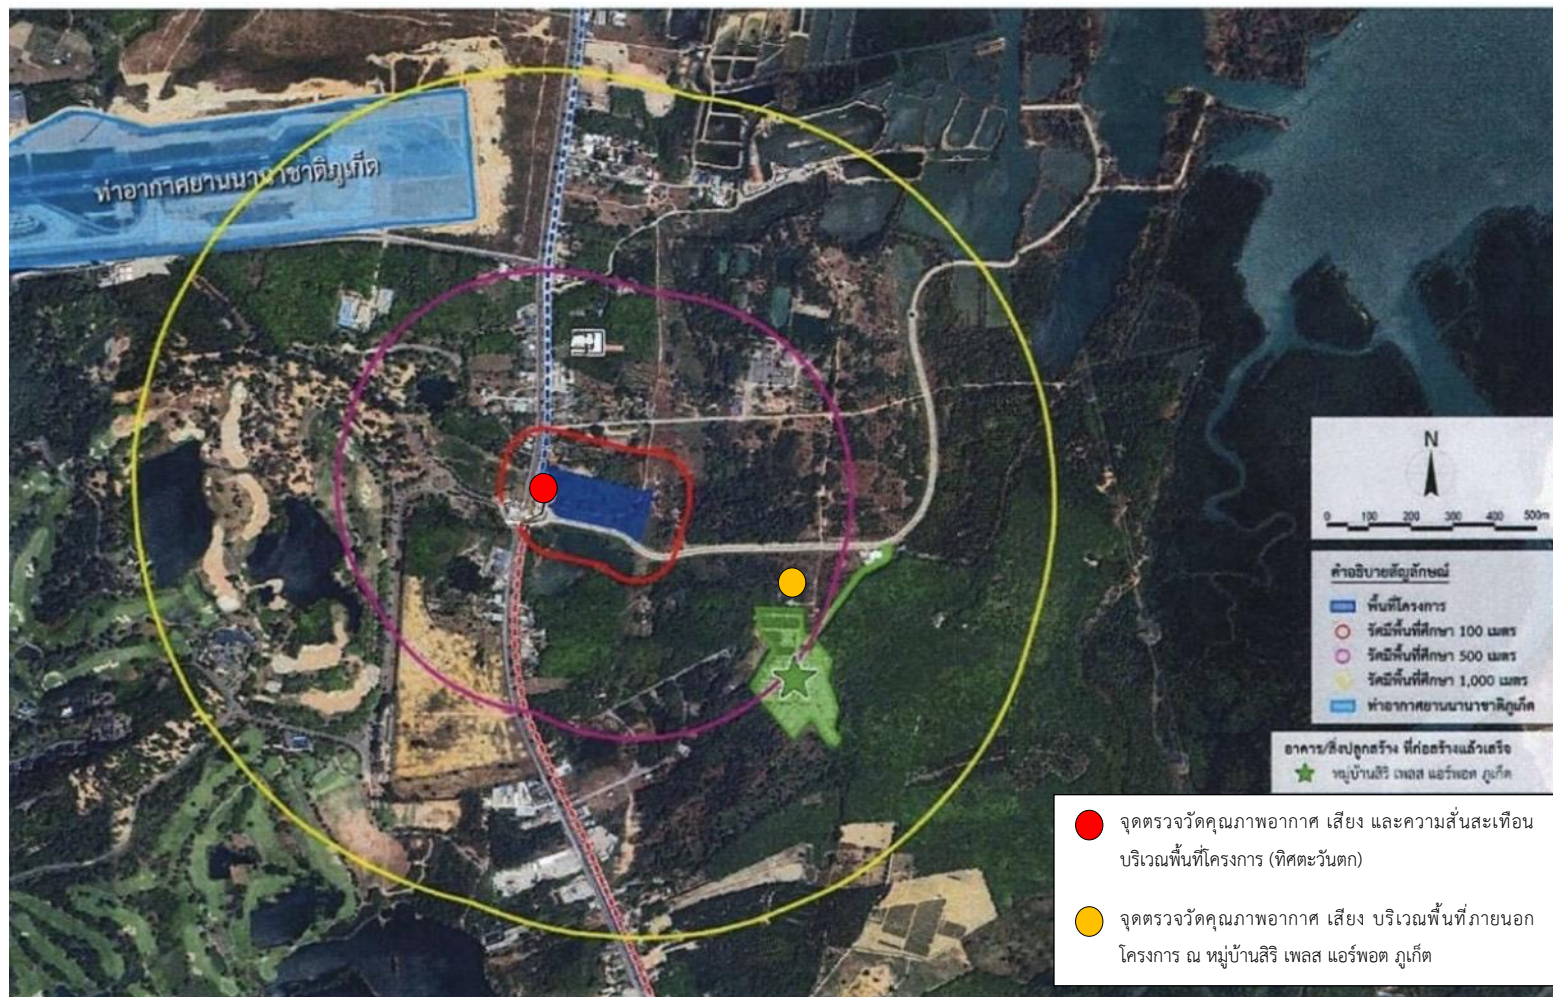 ท่าอากาศยานนานาชาติภูเก็ต
N
0 100 200 300 400 500m
คำอธิบายสัญลักษณ์
พื้นที่โครงการ
รัศมีพื้นที่ศึกษา 100 เมตร
รัศมีพื้นที่ศึกษา 500 เมตร
รัศมีพื้นที่ศึกษา 1,000 เมตร
ท่าอากาศยานนานาชาติภูเก็ต
อาคาร/สิ่งปลูกสร้าง ที่ก่อสร้างแล้วเสร็จ
หมู่บ้านสิริ เพลส แอร์พอต ภูเก็ต
จุดตรวจวัดคุณภาพอากาศ เสียง และความสั่นสะเทือน
บริเวณพื้นที่โครงการ (ทิศตะวันตก)
จุดตรวจวัดคุณภาพอากาศ เสียง บริเวณพื้นที่ภายนอก
โครงการ ณ หมู่บ้านสิริ เพลส แอร์พอต ภูเก็ต